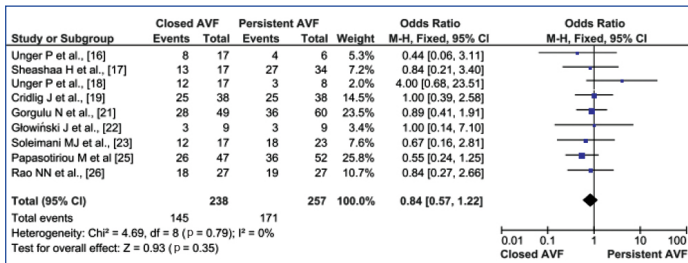 Closed AVF Persistent AVF Odds Ratio Odds Ratio
Study or Subgroup Events Total Events Total Weight M-H, Fixed, 95% CI M-H, Fixed, 95% CI
Unger P et al., [16] 8 17 4 6 5.3% 0.44 [0.06, 3.11]
Sheashaa H et al., [17] 13 17 27 34 7.2% 0.84 [0.21, 3.40]
Unger P et al., [18] 12 17 3 8 2.3% 4.00 [0.68, 23.51]
Cridlig J et al., [19] 25 38 25 38 15.1% 1.00 [0.39, 2.58]
Gorgulu N et al., [21] 28 49 36 60 23.5% 0.89 [0.41, 1.91]
Głowiński J et al., [22] 3 9 3 9 3.4% 1.00 [0.14, 7.10]
Soleimani MJ et al., [23] 12 17 18 23 6.7% 0.67 [0.16, 2.81]
Papasotiriou M et al [25] 26 47 36 52 25.8% 0.55 [0.24, 1.25]
Rao NN et al., [26] 18 27 19 27 10.7% 0.84 [0.27, 2.66]
Total (95% CI) 238 257 100.0% 0.84 [0.57, 1.22]
Total events 145 171
Heterogeneity: Chi² = 4.69, df = 8 (p = 0.79); I² = 0%
Test for overall effect: Z = 0.93 (p = 0.35)
0.01 0.1 1 10 100
Closed AVF Persistent AVF